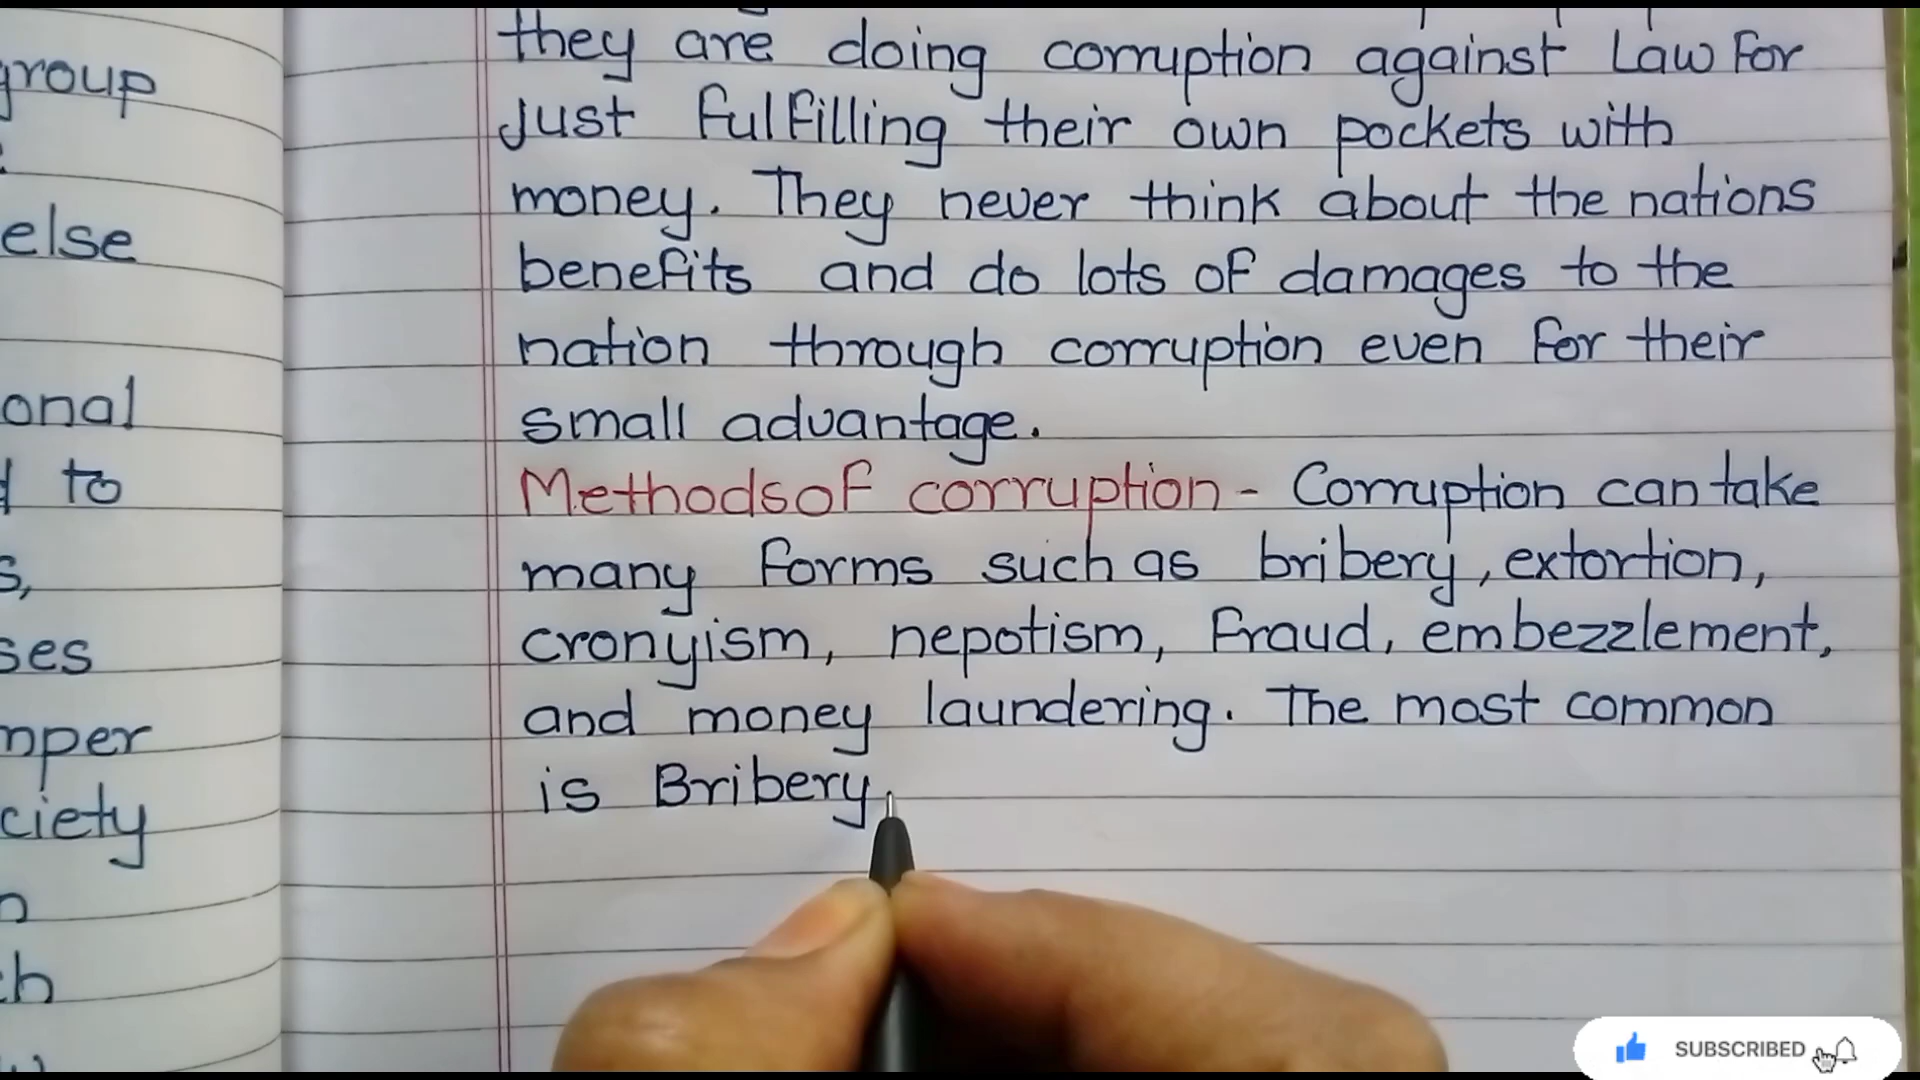 group
else
onal
to
s,
ses
mper
ciety
they are doing corruption against Law For
Just fulfilling their own pockets with
money. They never think about the nations
benefits and do lots of damages to the
nation through corruption even for their
small advantage.
Methods of corruption - Corruption can take
many forms such as bribery, extortion,
cronyism, nepotism, Fraud, embezzlement,
and money laundering. The most common
is Bribery.
SUBSCRIBED